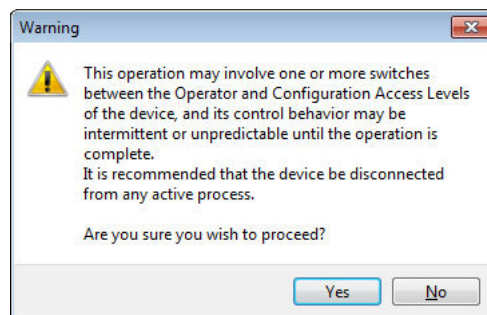 Warning
This operation may involve one or more switches
between the Operator and Configuration Access Levels
of the device, and its control behavior may be
intermittent or unpredictable until the operation is
complete.
It is recommended that the device be disconnected
from any active process.
Are you sure you wish to proceed?
Yes No